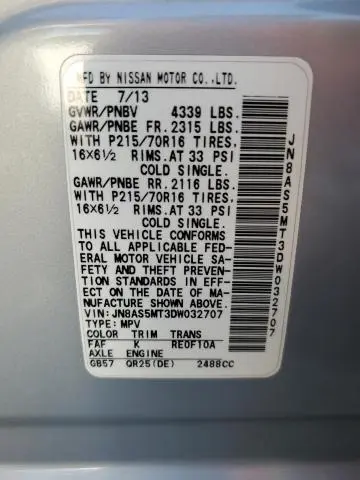 MFD BY NISSAN MOTOR CO.,LTD.
DATE 7/13
GVWR/PNBV 4339 LBS.
GAWR/PNBE FR. 2315 LBS.
WITH P215/70R16 TIRES,
16X6½ RIMS. AT 33 PSI
COLD SINGLE.
GAWR/PNBE RR. 2116 LBS.
WITH P215/70R16 TIRES,
16X6½ RIMS. AT 33 PSI
COLD SINGLE.
THIS VEHICLE CONFORMS
TO ALL APPLICABLE FED-
ERAL MOTOR VEHICLE SA-
FETY AND THEFT PREVEN-
TION STANDARDS IN EFF-
ECT ON THE DATE OF MA-
NUFACTURE SHOWN ABOVE.
VIN: JN8AS5MT3DW032707
TYPE: MPV
COLOR TRIM TRANS
FAF K RE0F10A
AXLE ENGINE
GB57 QR25(DE) 2488CC
JN8AS5MT3DW032707